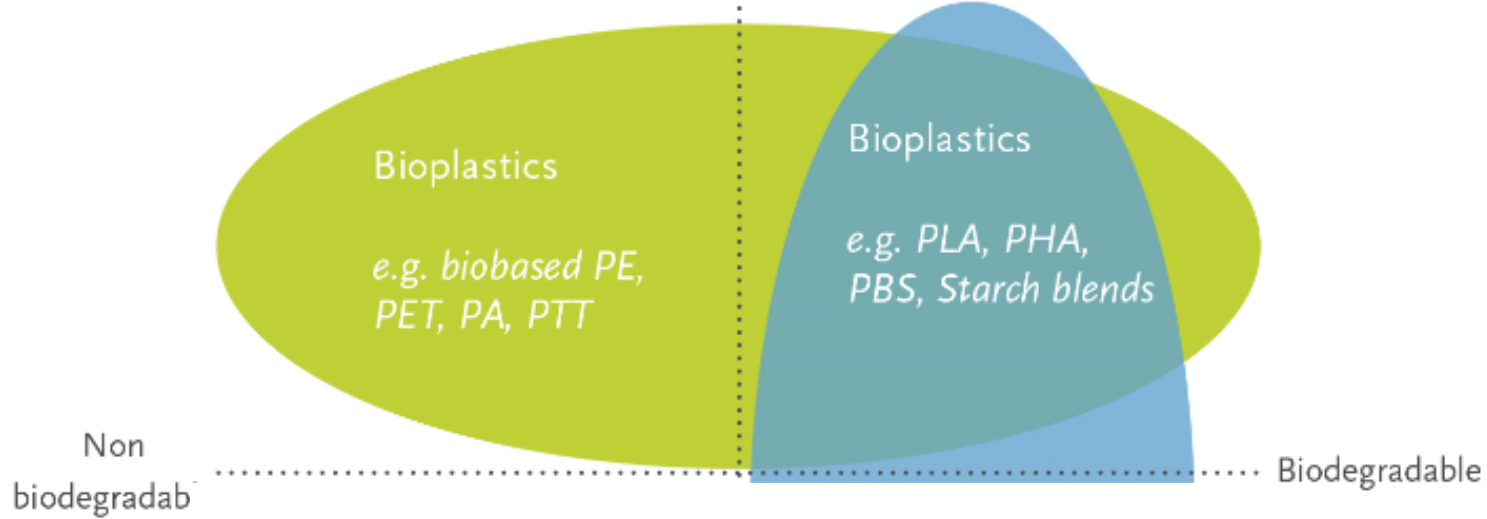 Bioplastics
e.g. biobased PE,
PET, PA, PTT
Bioplastics
e.g. PLA, PHA,
PBS, Starch blends
Non
biodegradab
Biodegradable